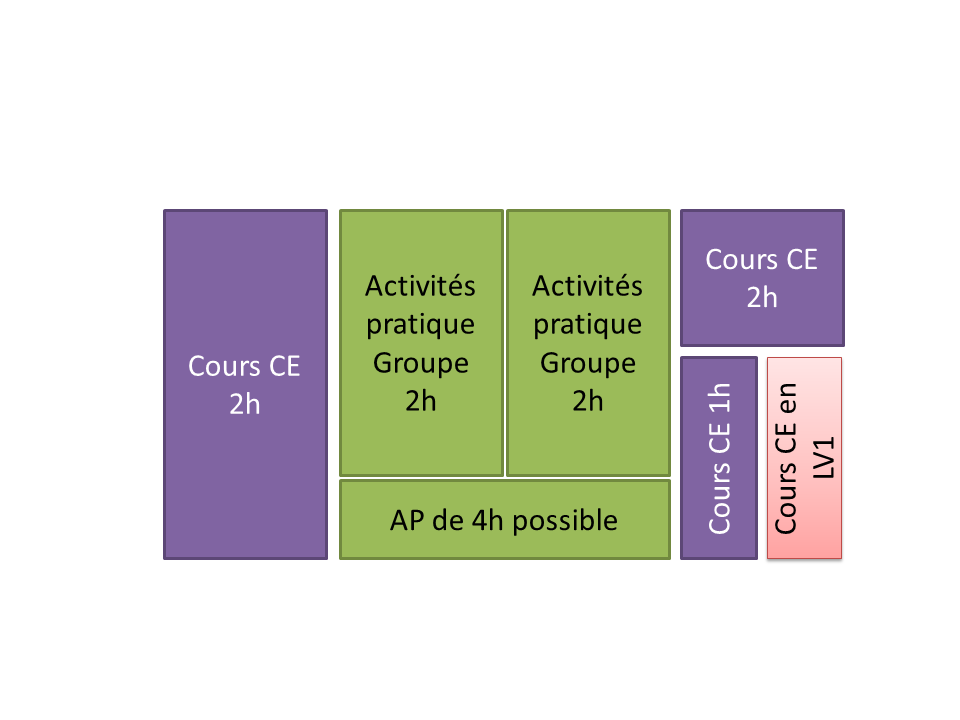 Cours CE
2h
Activités
pratique
Groupe
2h
Activités
pratique
Groupe
2h
AP de 4h possible
Cours CE
2h
Cours CE 1h
Cours CE en
LV1